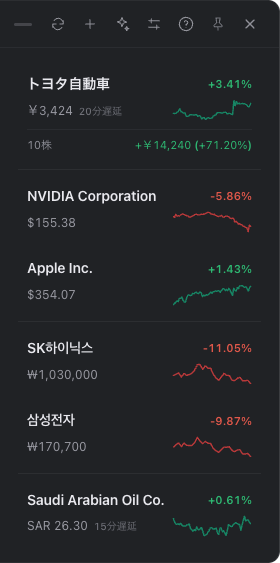 トヨタ自動車 +3.41%
￥3,424 20分遅延
10株 +￥14,240 (+71.20%)
NVIDIA Corporation -5.86%
$155.38
Apple Inc. +1.43%
$354.07
SK하이닉스 -11.05%
₩1,030,000
삼성전자 -9.87%
₩170,700
Saudi Arabian Oil Co. +0.61%
SAR 26.30 15分遅延